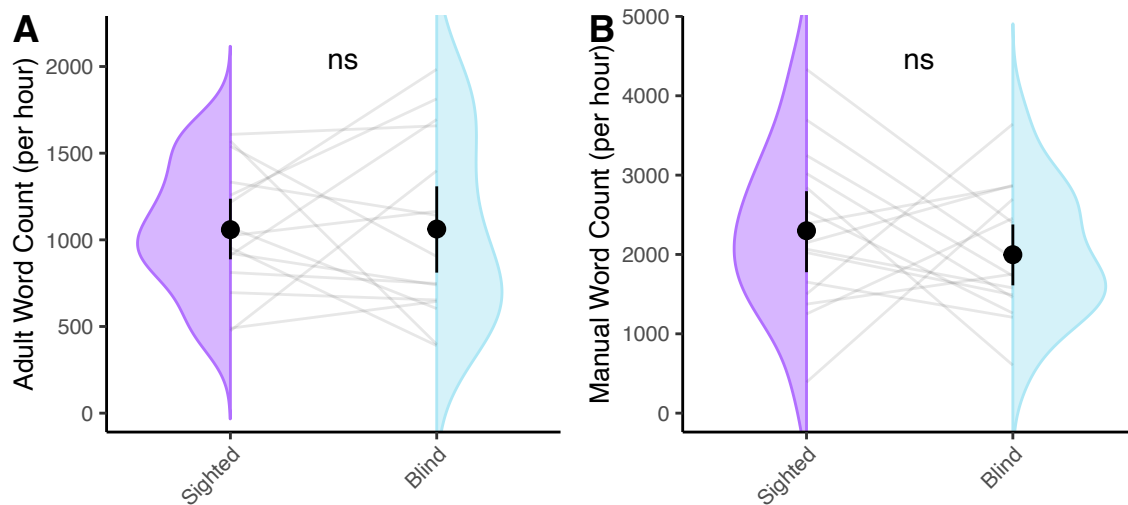 A
Adult Word Count (per hour)
2000
1500
1000
500
0
ns
Sighted
Blind
B
Manual Word Count (per hour)
5000
4000
3000
2000
1000
0
ns
Sighted
Blind